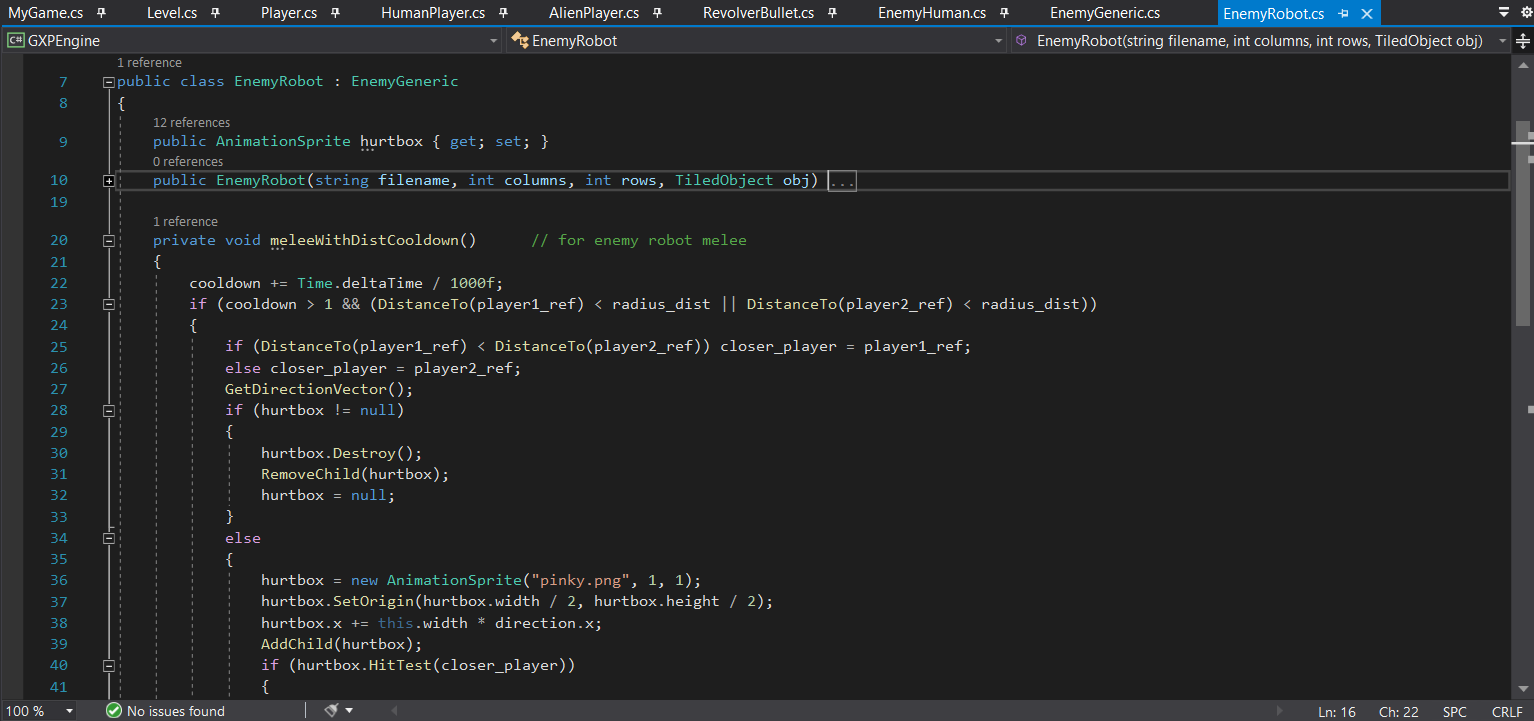 MyGame.cs Level.cs Player.cs HumanPlayer.cs AlienPlayer.cs RevolverBullet.cs EnemyHuman.cs EnemyGeneric.cs EnemyRobot.cs
C# GXPEngine EnemyRobot EnemyRobot(string filename, int columns, int rows, TiledObject obj)
1 reference
7 public class EnemyRobot : EnemyGeneric
8 {
12 references
9 public AnimationSprite hurtbox { get; set; }
0 references
10 public EnemyRobot(string filename, int columns, int rows, TiledObject obj) ...
19
1 reference
20 private void meleeWithDistCooldown() // for enemy robot melee
21 {
22 cooldown += Time.deltaTime / 1000f;
23 if (cooldown > 1 && (DistanceTo(player1_ref) < radius_dist || DistanceTo(player2_ref) < radius_dist))
24 {
25 if (DistanceTo(player1_ref) < DistanceTo(player2_ref)) closer_player = player1_ref;
26 else closer_player = player2_ref;
27 GetDirectionVector();
28 if (hurtbox != null)
29 {
30 hurtbox.Destroy();
31 RemoveChild(hurtbox);
32 hurtbox = null;
33 }
34 else
35 {
36 hurtbox = new AnimationSprite("pinky.png", 1, 1);
37 hurtbox.SetOrigin(hurtbox.width / 2, hurtbox.height / 2);
38 hurtbox.x += this.width * direction.x;
39 AddChild(hurtbox);
40 if (hurtbox.HitTest(closer_player))
41 {
100 % No issues found Ln: 16 Ch: 22 SPC CRLF